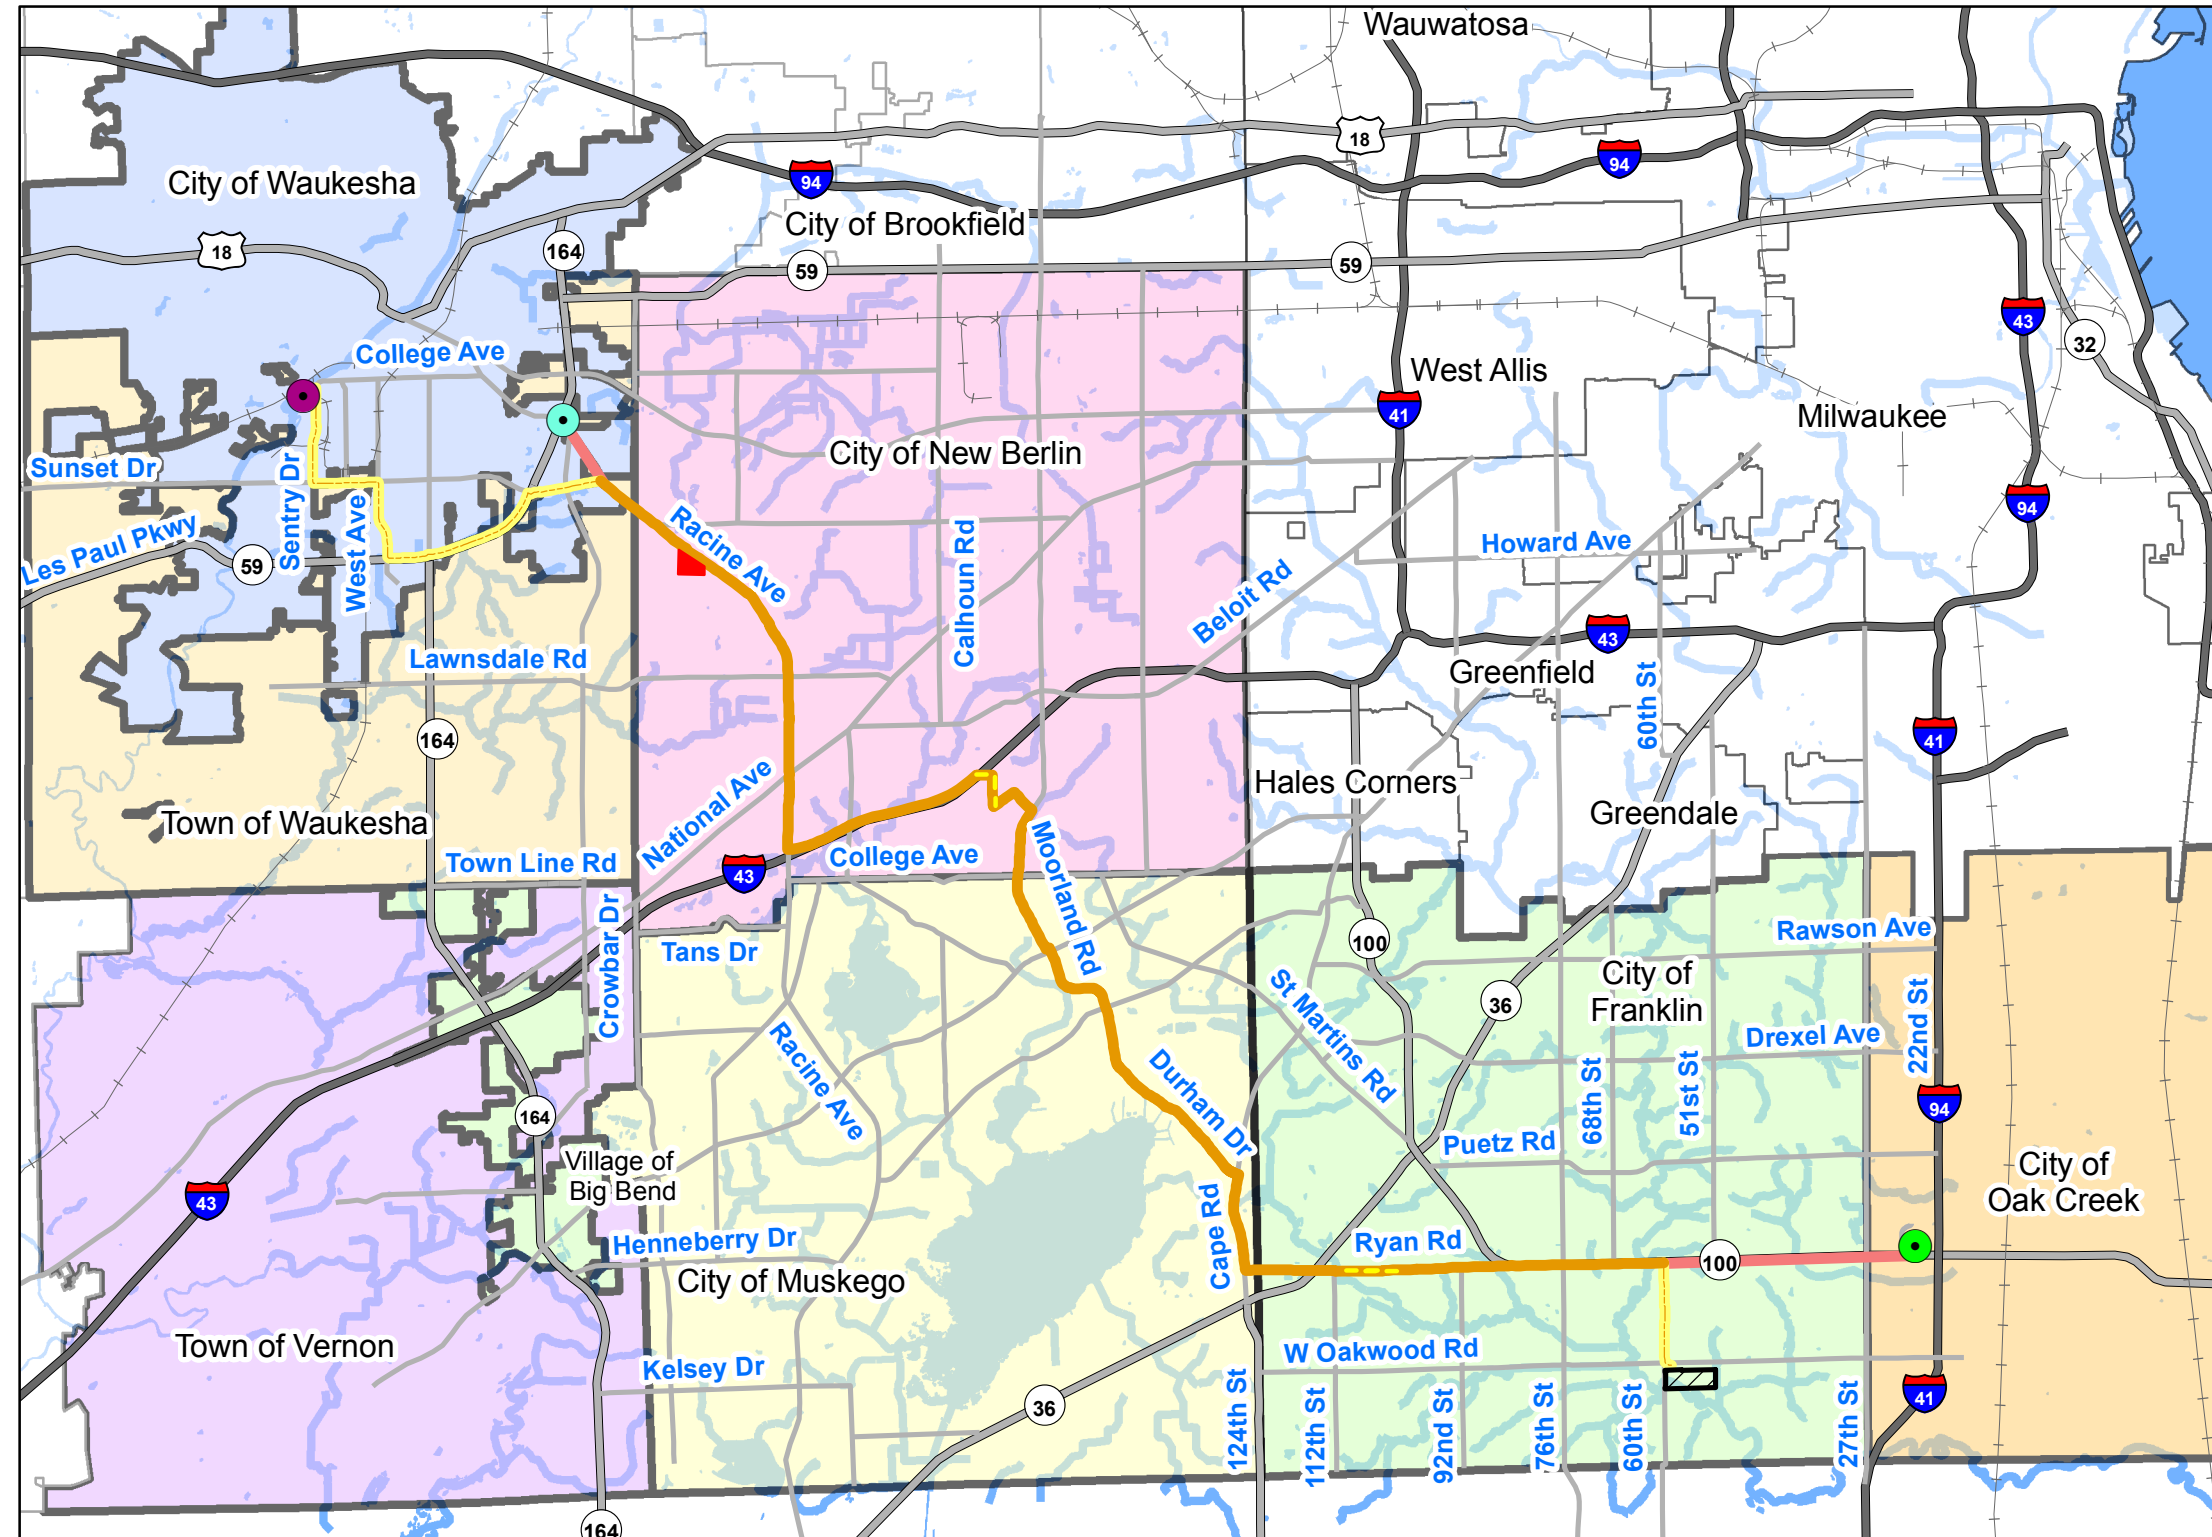 Wauwatosa
18
94
94
City of Waukesha
City of Brookfield
18
164
59
59
43
32
College Ave
West Allis
41
Milwaukee
City of New Berlin
Sunset Dr
Sentry Dr
West Ave
Les Paul Pkwy
59
Racine Ave
Calhoun Rd
Beloit Rd
Howard Ave
94
43
Lawnsdale Rd
Greenfield
60th St
164
41
National Ave
Hales Corners
Greendale
Town of Waukesha
Town Line Rd
43
College Ave
Moorland Rd
Crowbar Dr
Tans Dr
100
St Martins Rd
Rawson Ave
City of
Franklin
36
22nd St
Drexel Ave
Racine Ave
Durham Dr
68th St
51st St
94
164
Puetz Rd
Village of
Big Bend
City of
Oak Creek
43
Cape Rd
Henneberry Dr
Ryan Rd
100
City of Muskego
Town of Vernon
Kelsey Dr
W Oakwood Rd
36
124th St
112th St
92nd St
76th St
60th St
27th St
41
164